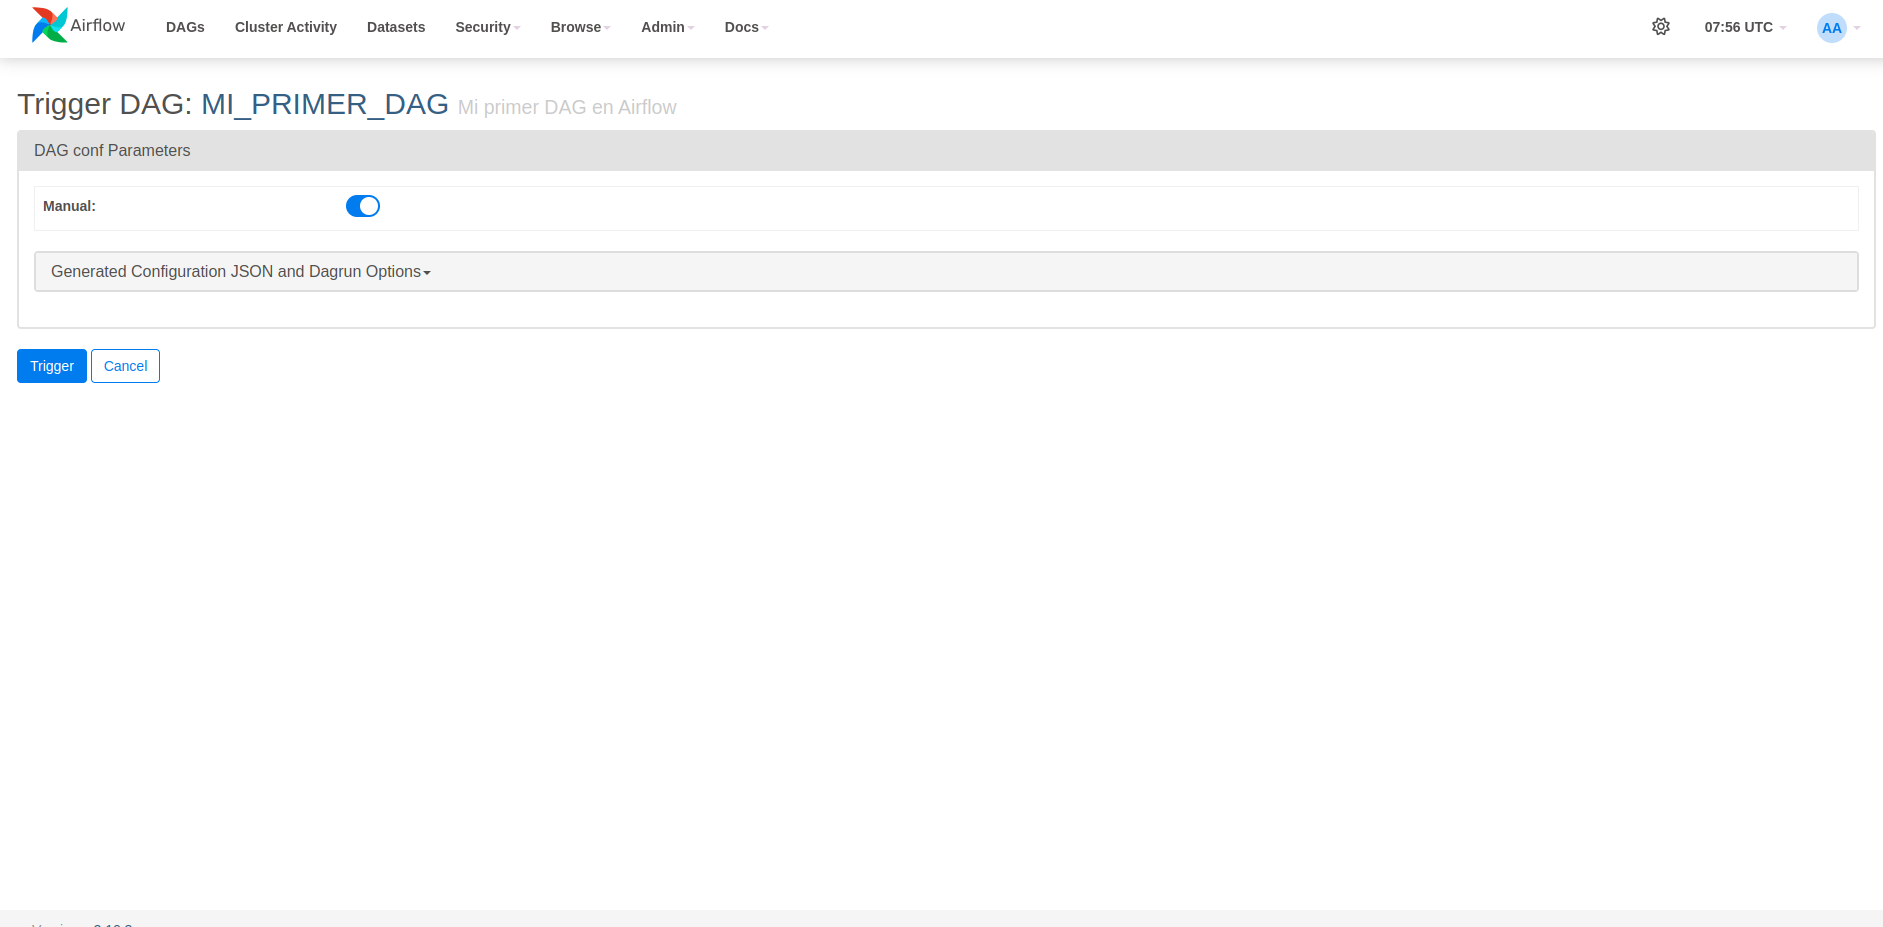 Airflow DAGs Cluster Activity Datasets Security Browse Admin Docs 07:56 UTC AA
Trigger DAG: MI_PRIMER_DAG Mi primer DAG en Airflow
DAG conf Parameters
Manual:
Generated Configuration JSON and Dagrun Options
Trigger Cancel